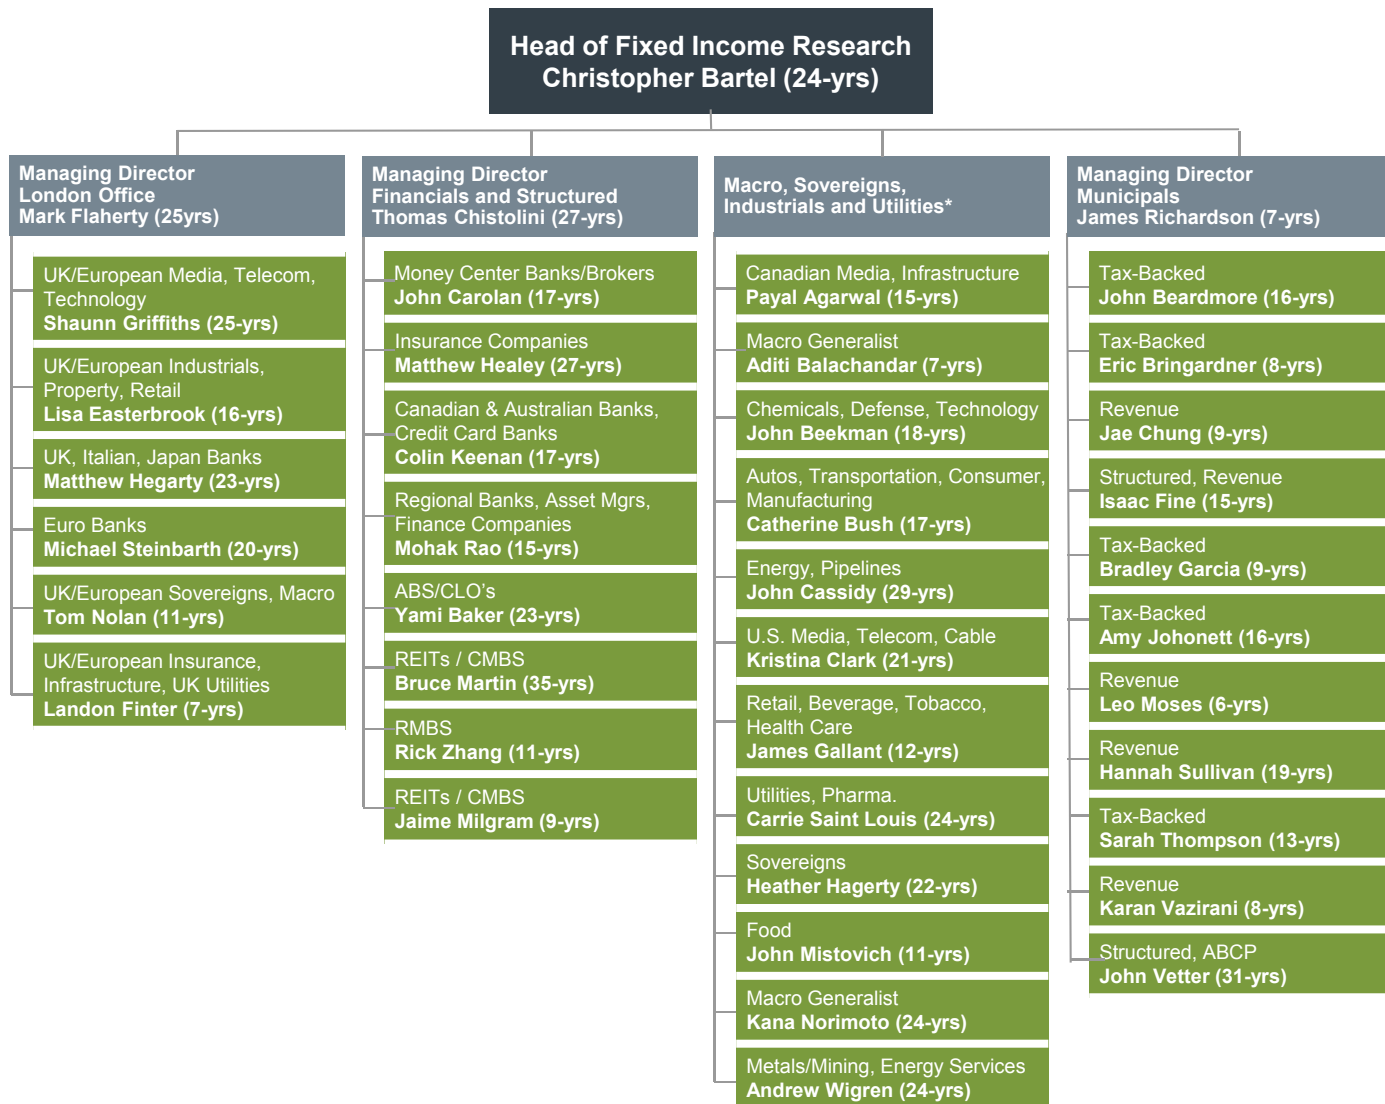 Head of Fixed Income Research
Christopher Bartel (24-yrs)
Managing Director
London Office
Mark Flaherty (25yrs)
UK/European Media, Telecom,
Technology
Shaunn Griffiths (25-yrs)
UK/European Industrials,
Property, Retail
Lisa Easterbrook (16-yrs)
UK, Italian, Japan Banks
Matthew Hegarty (23-yrs)
Euro Banks
Michael Steinbarth (20-yrs)
UK/European Sovereigns, Macro
Tom Nolan (11-yrs)
UK/European Insurance,
Infrastructure, UK Utilities
Landon Finter (7-yrs)
Managing Director
Financials and Structured
Thomas Chistolini (27-yrs)
Money Center Banks/Brokers
John Carolan (17-yrs)
Insurance Companies
Matthew Healey (27-yrs)
Canadian & Australian Banks,
Credit Card Banks
Colin Keenan (17-yrs)
Regional Banks, Asset Mgrs,
Finance Companies
Mohak Rao (15-yrs)
ABS/CLO's
Yami Baker (23-yrs)
REITs / CMBS
Bruce Martin (35-yrs)
RMBS
Rick Zhang (11-yrs)
REITs / CMBS
Jaime Milgram (9-yrs)
Macro, Sovereigns,
Industrials and Utilities*
Canadian Media, Infrastructure
Payal Agarwal (15-yrs)
Macro Generalist
Aditi Balachandar (7-yrs)
Chemicals, Defense, Technology
John Beekman (18-yrs)
Autos, Transportation, Consumer,
Manufacturing
Catherine Bush (17-yrs)
Energy, Pipelines
John Cassidy (29-yrs)
U.S. Media, Telecom, Cable
Kristina Clark (21-yrs)
Retail, Beverage, Tobacco,
Health Care
James Gallant (12-yrs)
Utilities, Pharma.
Carrie Saint Louis (24-yrs)
Sovereigns
Heather Hagerty (22-yrs)
Food
John Mistovich (11-yrs)
Macro Generalist
Kana Norimoto (24-yrs)
Metals/Mining, Energy Services
Andrew Wigren (24-yrs)
Managing Director
Municipals
James Richardson (7-yrs)
Tax-Backed
John Beardmore (16-yrs)
Tax-Backed
Eric Bringardner (8-yrs)
Revenue
Jae Chung (9-yrs)
Structured, Revenue
Isaac Fine (15-yrs)
Tax-Backed
Bradley Garcia (9-yrs)
Tax-Backed
Amy Johonett (16-yrs)
Revenue
Leo Moses (6-yrs)
Revenue
Hannah Sullivan (19-yrs)
Tax-Backed
Sarah Thompson (13-yrs)
Revenue
Karan Vazirani (8-yrs)
Structured, ABCP
John Vetter (31-yrs)